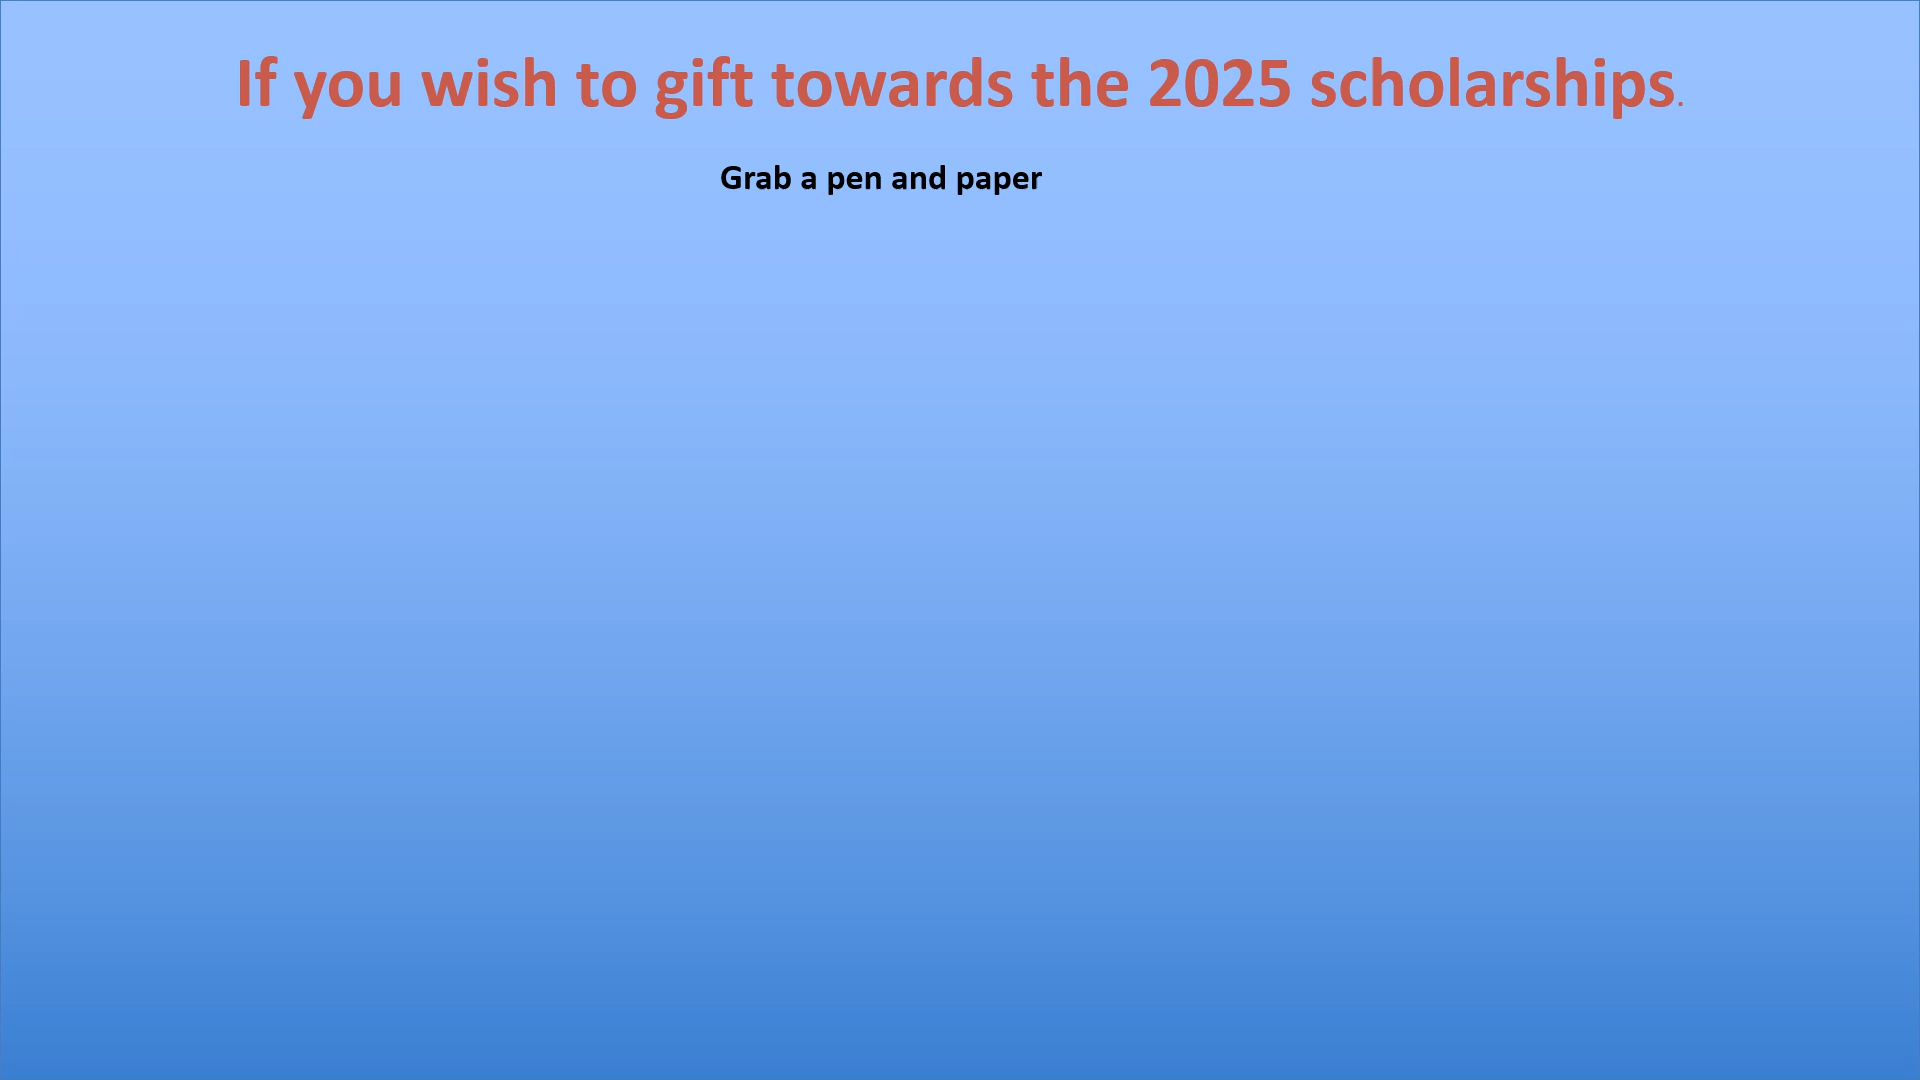 If you wish to gift towards the 2025 scholarships.
Grab a pen and paper